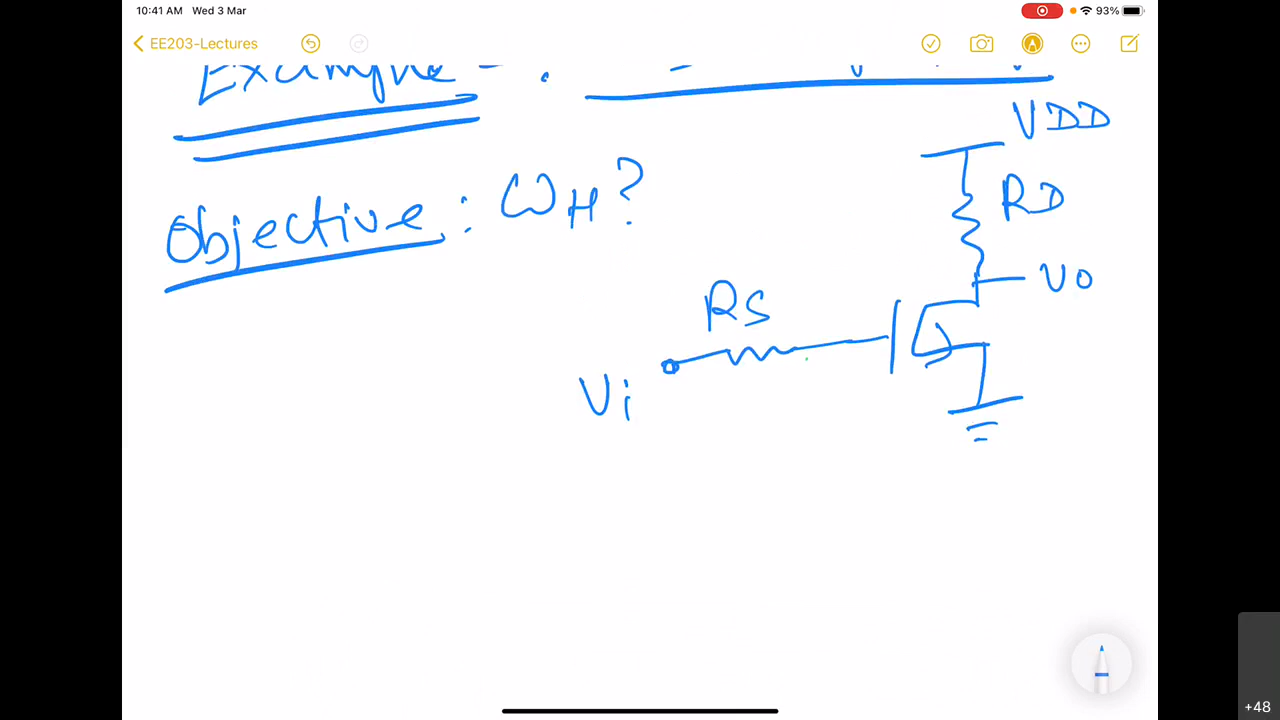 10:41 AM Wed 3 Mar
93%
EE203-Lectures
Example
VDD
Objective: ωH?
RD
VO
RS
Vi
+48